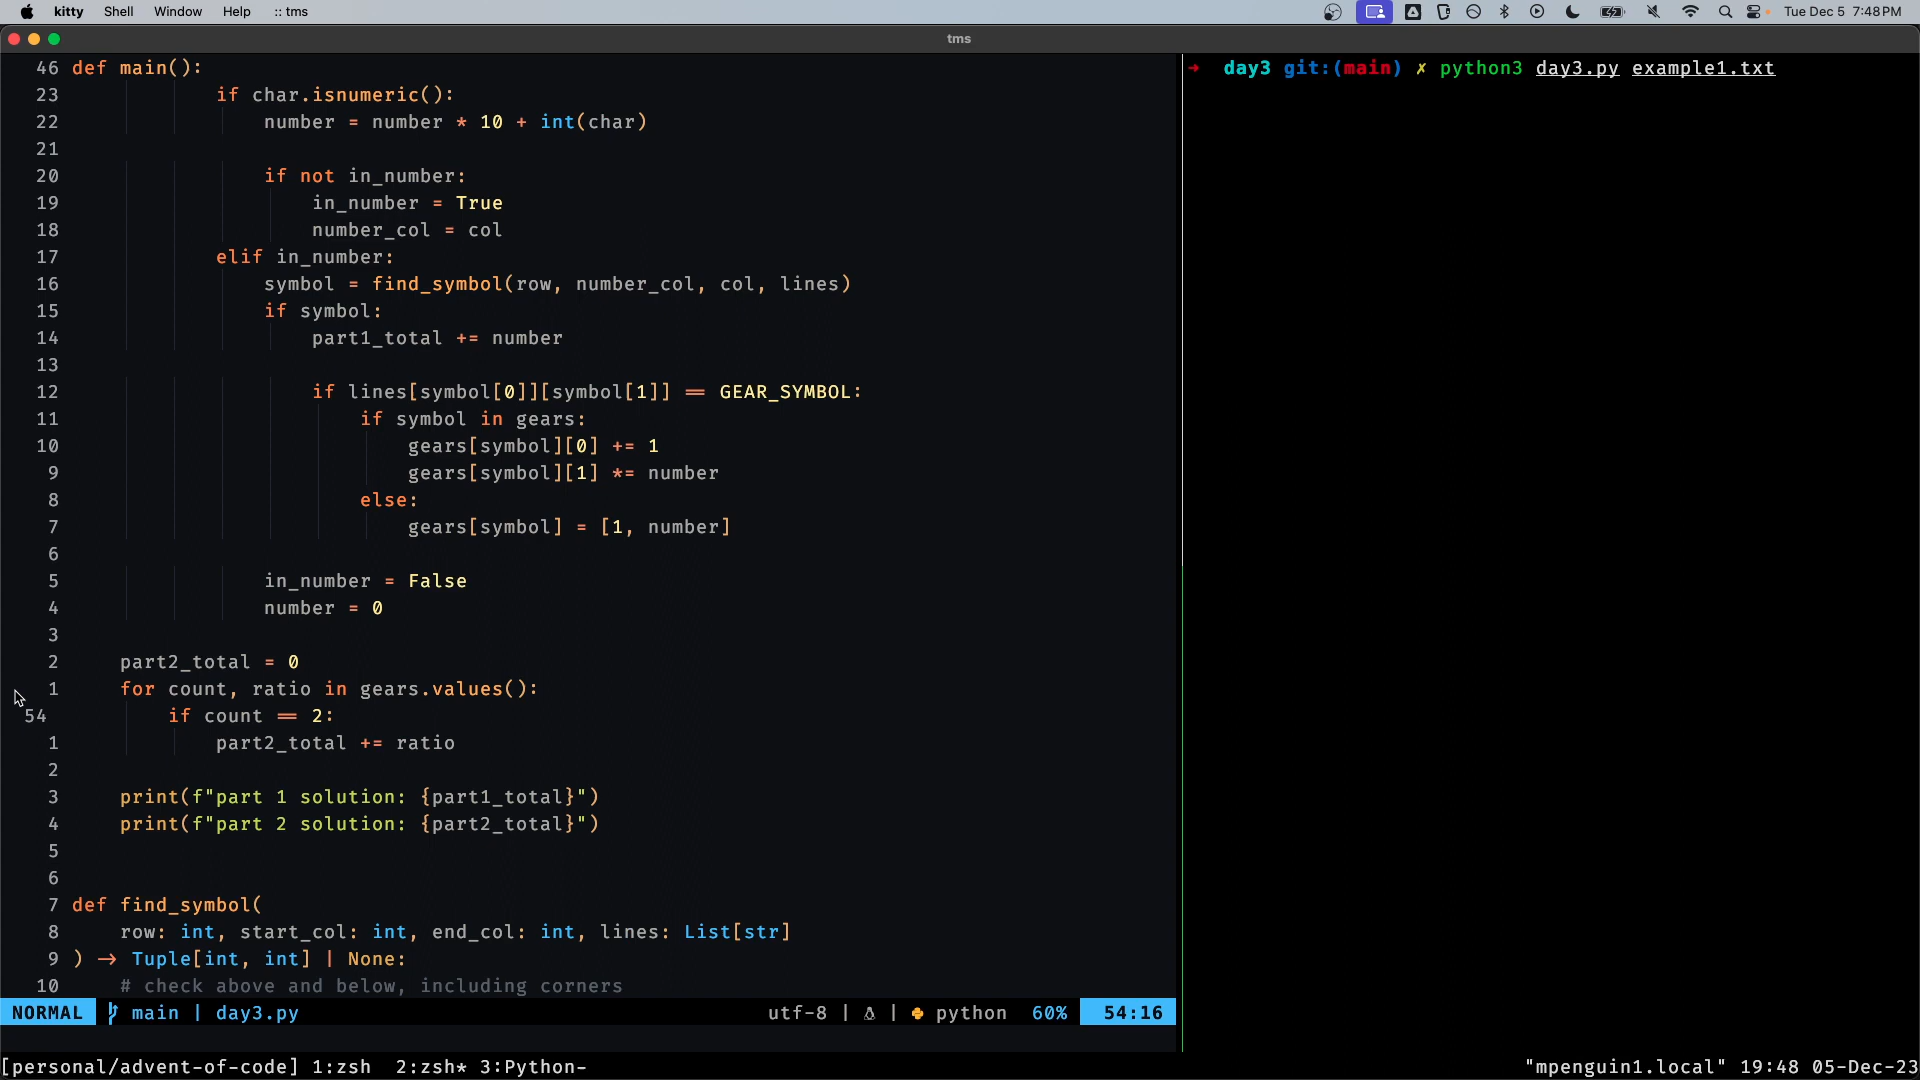 kitty Shell Window Help :: tms Tue Dec 5 7:48 PM
tms
46 def main():
23 if char.isnumeric():
22 number = number * 10 + int(char)
21
20 if not in_number:
19 in_number = True
18 number_col = col
17 elif in_number:
16 symbol = find_symbol(row, number_col, col, lines)
15 if symbol:
14 part1_total += number
13
12 if lines[symbol[0]][symbol[1]] == GEAR_SYMBOL:
11 if symbol in gears:
10 gears[symbol][0] += 1
9 gears[symbol][1] *= number
8 else:
7 gears[symbol] = [1, number]
6
5 in_number = False
4 number = 0
3
2 part2_total = 0
1 for count, ratio in gears.values():
54 if count == 2:
1 part2_total += ratio
2
3 print(f"part 1 solution: {part1_total}")
4 print(f"part 2 solution: {part2_total}")
5
6
7 def find_symbol(
8 row: int, start_col: int, end_col: int, lines: List[str]
9 ) -> Tuple[int, int] | None:
10 # check above and below, including corners
NORMAL main | day3.py utf-8 | | python 60% 54:16
→ day3 git:(main) ✗ python3 day3.py example1.txt
[personal/advent-of-code] 1:zsh 2:zsh* 3:Python- "mpenguin1.local" 19:48 05-Dec-23